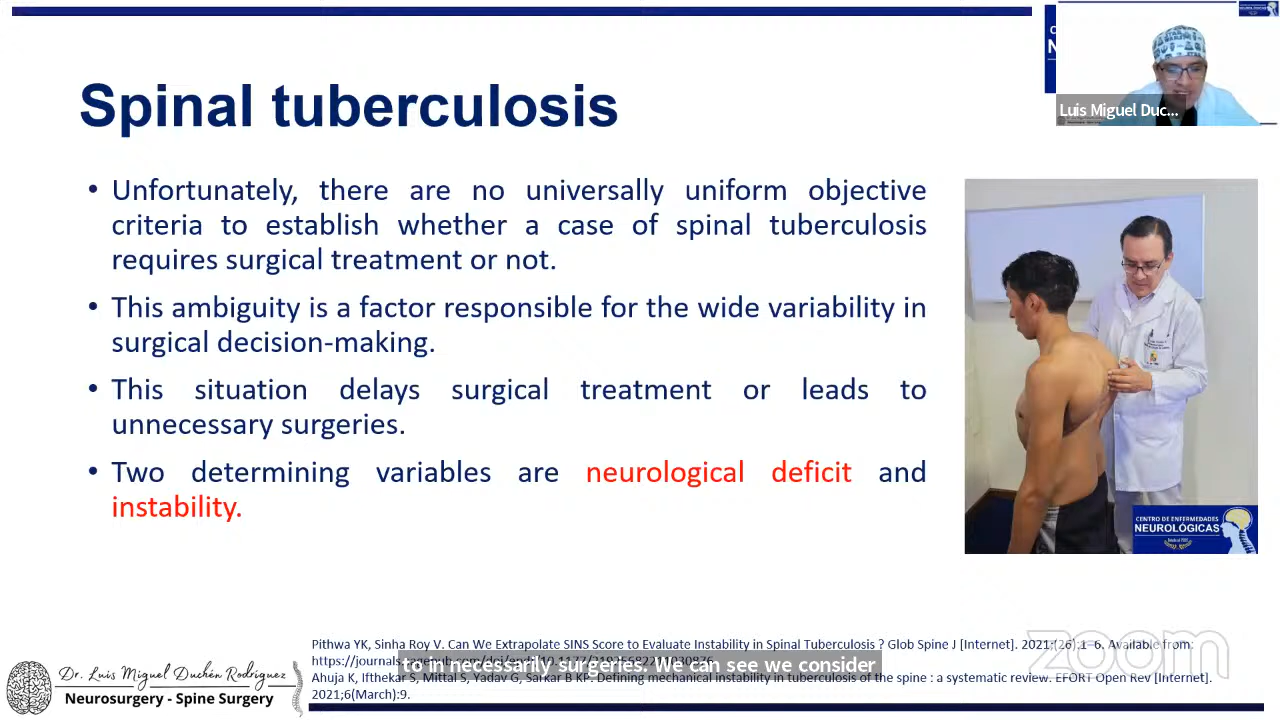 Spinal tuberculosis
Luis Miguel Duc...
• Unfortunately, there are no universally uniform objective
criteria to establish whether a case of spinal tuberculosis
requires surgical treatment or not.
• This ambiguity is a factor responsible for the wide variability in
surgical decision-making.
• This situation delays surgical treatment or leads to
unnecessary surgeries.
• Two determining variables are neurological deficit and
instability.
CENTRO DE ENFERMEDADES
NEUROLÓGICAS
Pithwa YK, Sinha Roy V. Can We Extrapolate SINS Score to Evaluate Instability in Spinal Tuberculosis ? Glob Spine J [Internet]. 2021;(26):1–6. Available from:
to in necessarily surgeries. We can see we consider
Ahuja K, Ifthekar S, Mittal S, Yadav G, Sarkar B KP. Defining mechanical instability in tuberculosis of the spine : a systematic review. EFORT Open Rev [Internet].
2021;6(March):9.
zoom
Dr. Luis Miguel Duchén Rodríguez
Neurosurgery - Spine Surgery